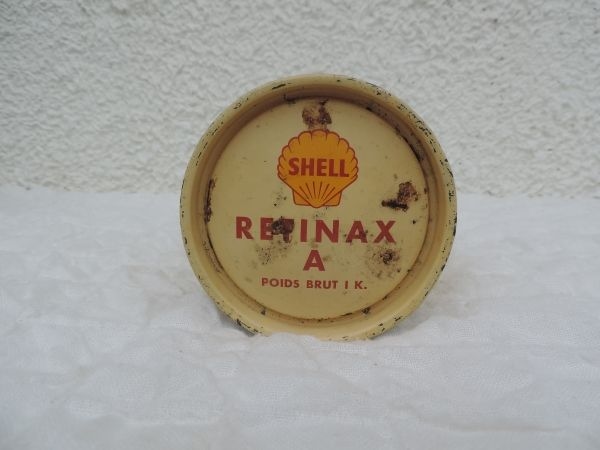 SHELL
RETINAX
A
POIDS BRUT 1 K.